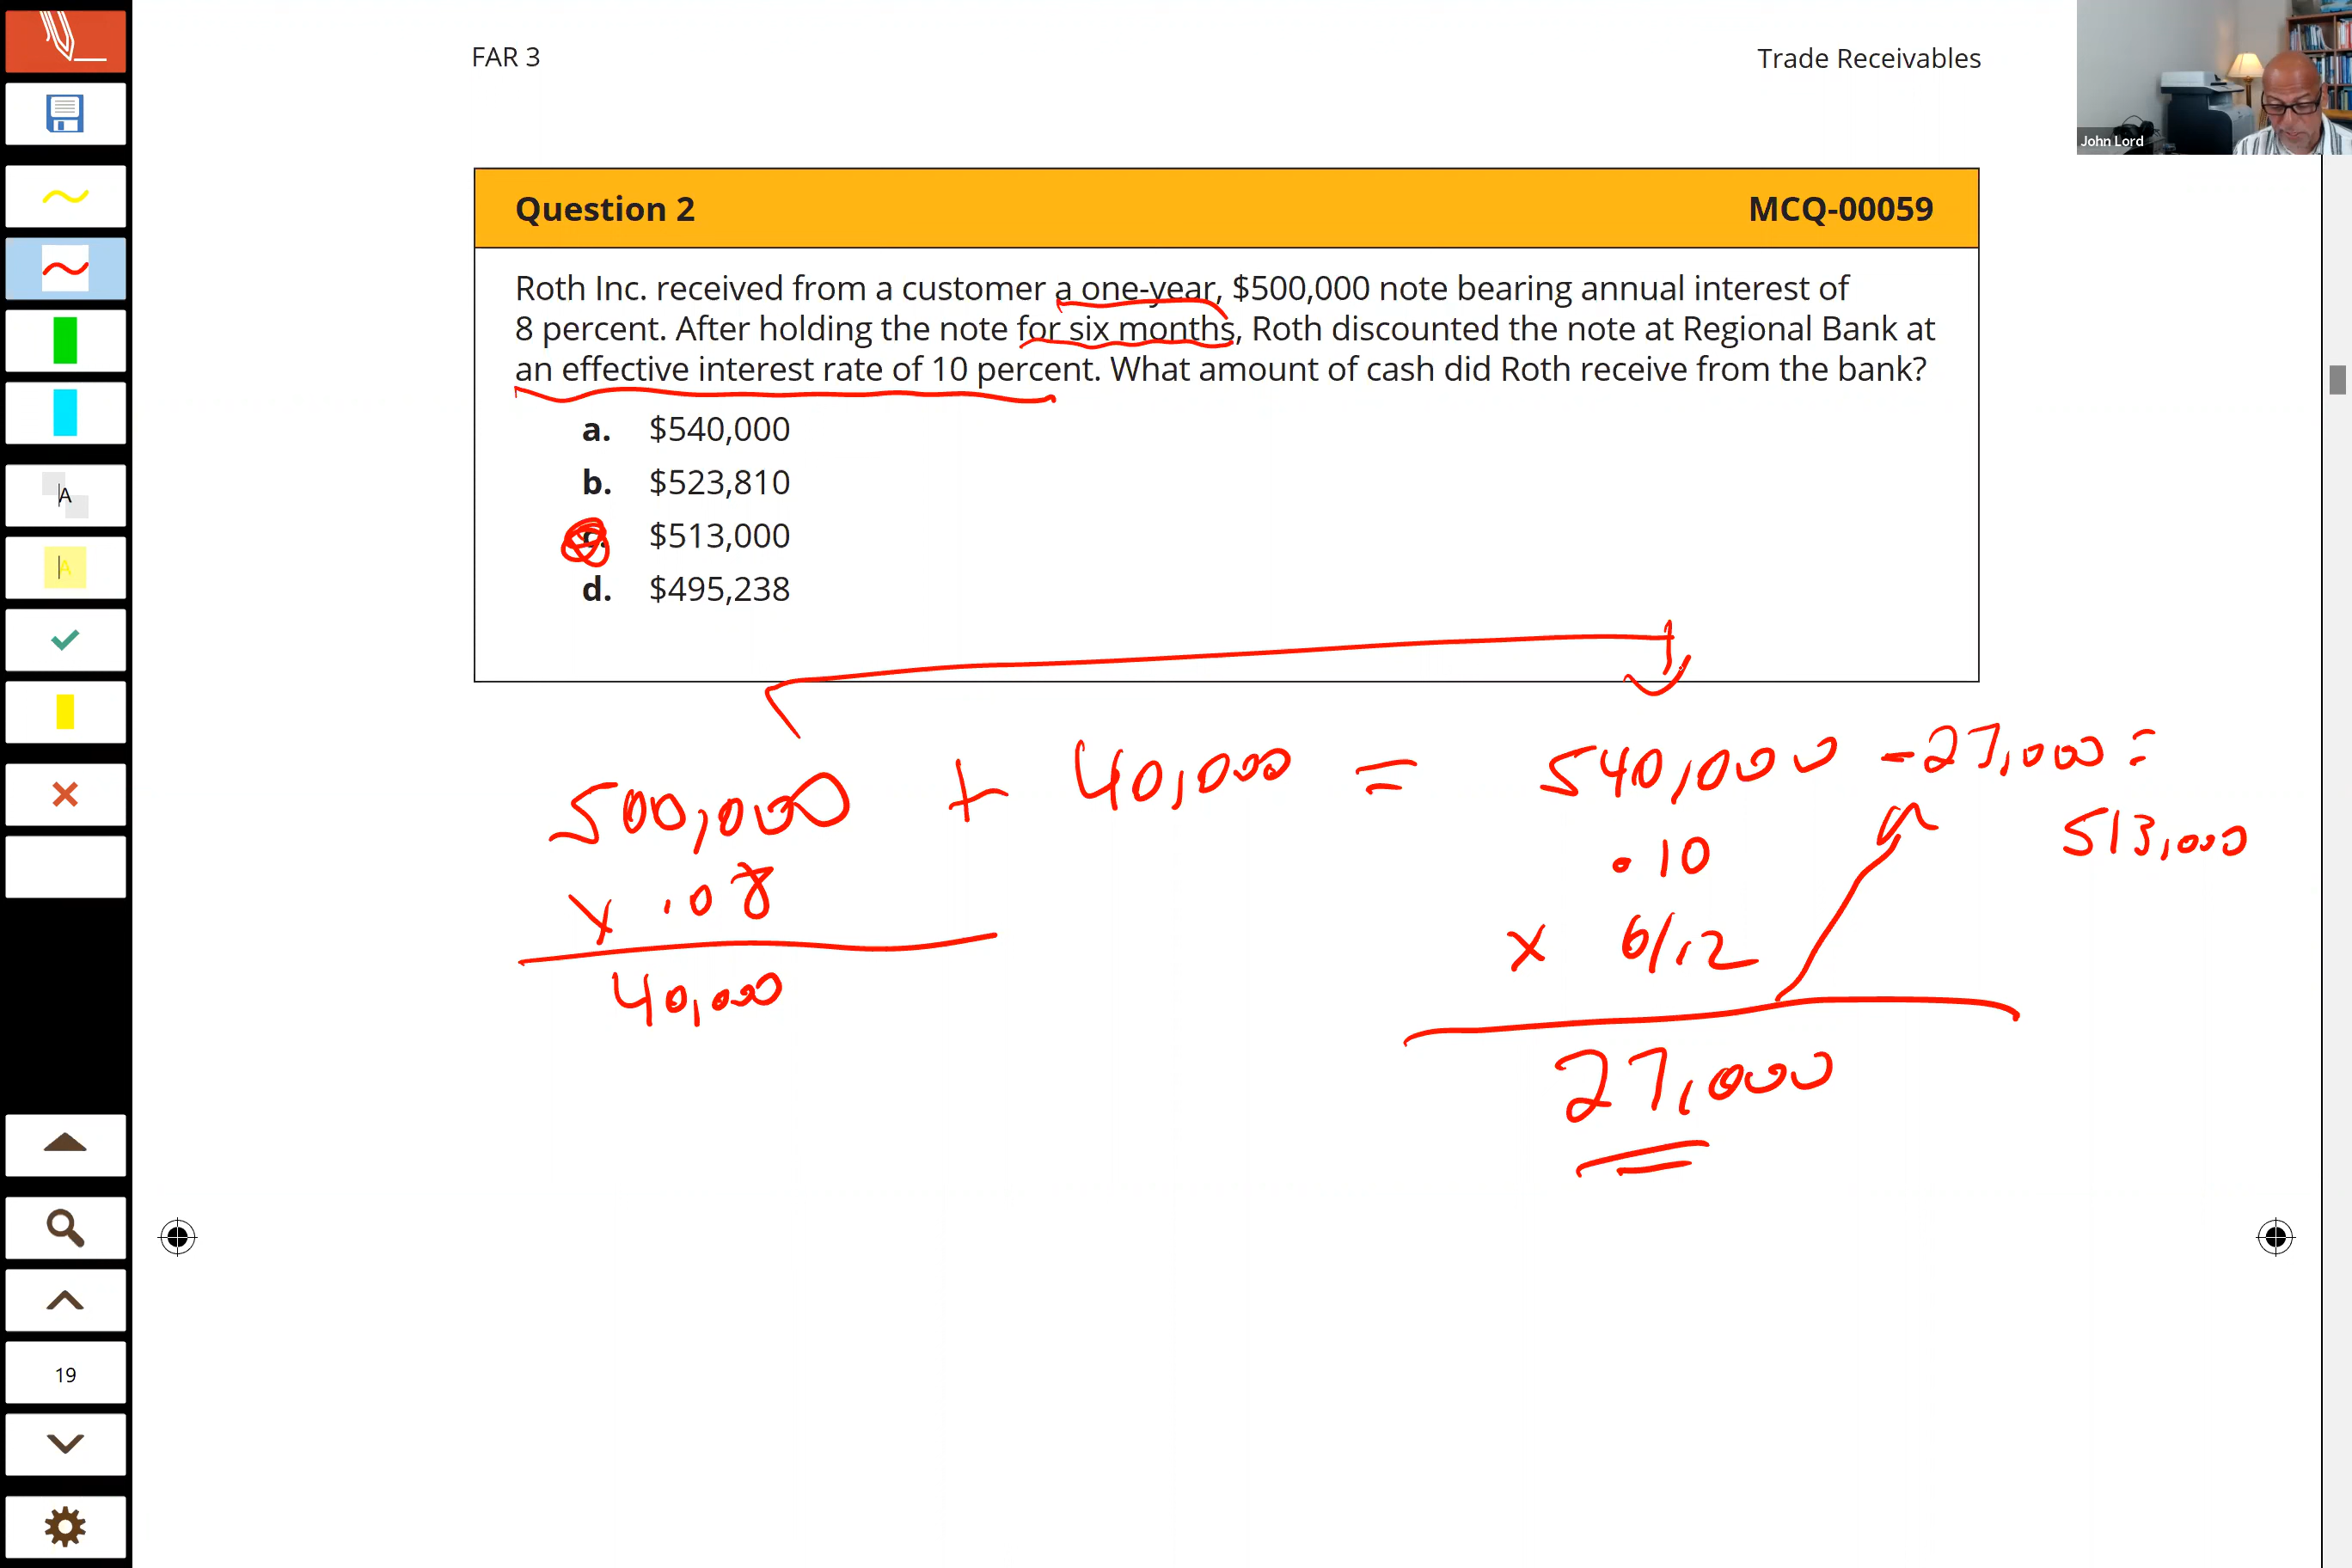 FAR 3
Trade Receivables
John Lord
Question 2
MCQ-00059
Roth Inc. received from a customer a one-year, $500,000 note bearing annual interest of
8 percent. After holding the note for six months, Roth discounted the note at Regional Bank at
an effective interest rate of 10 percent. What amount of cash did Roth receive from the bank?
a. $540,000
b. $523,810
c. $513,000
d. $495,238
500,000 + 40,000 = 540,000 - 27,000 =
513,000
x .08
.10
x 6/12
40,000
27,000
A
A
19